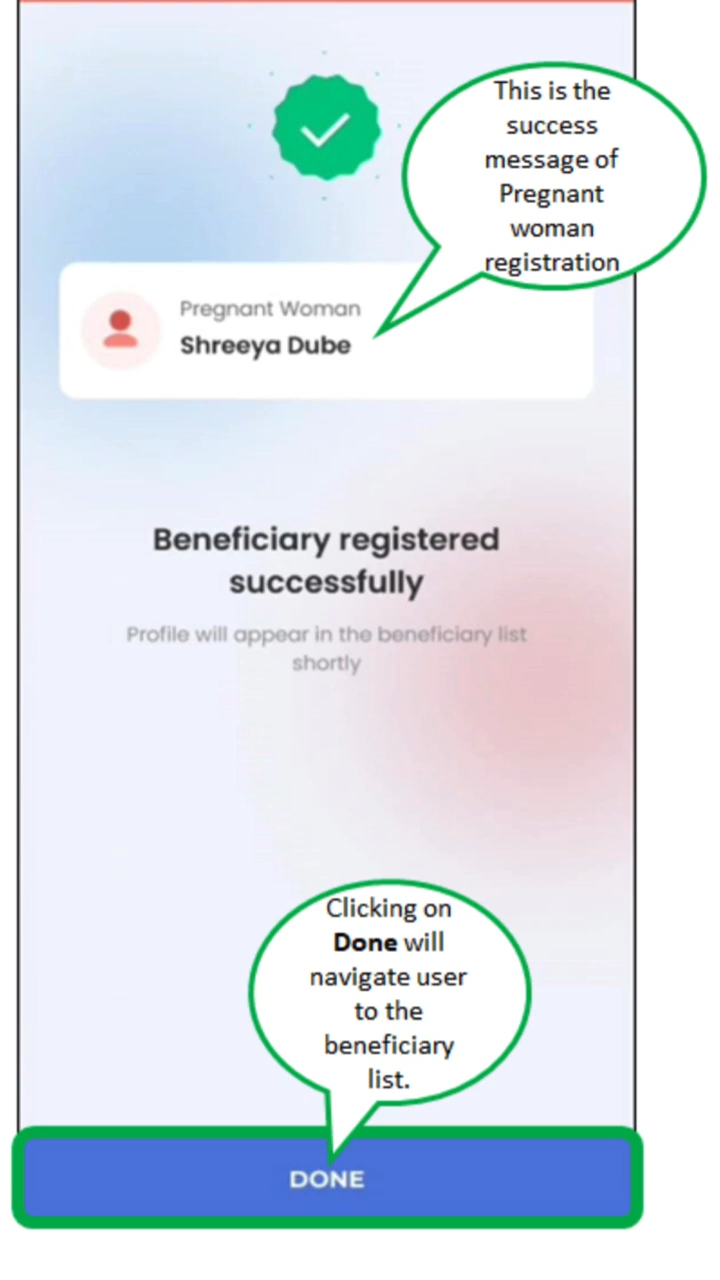 This is the
success
message of
Pregnant
woman
registration
Pregnant Woman
Shreeya Dube
Beneficiary registered
successfully
Profile will appear in the beneficiary list
shortly
Clicking on
Done will
navigate user
to the
beneficiary
list.
DONE